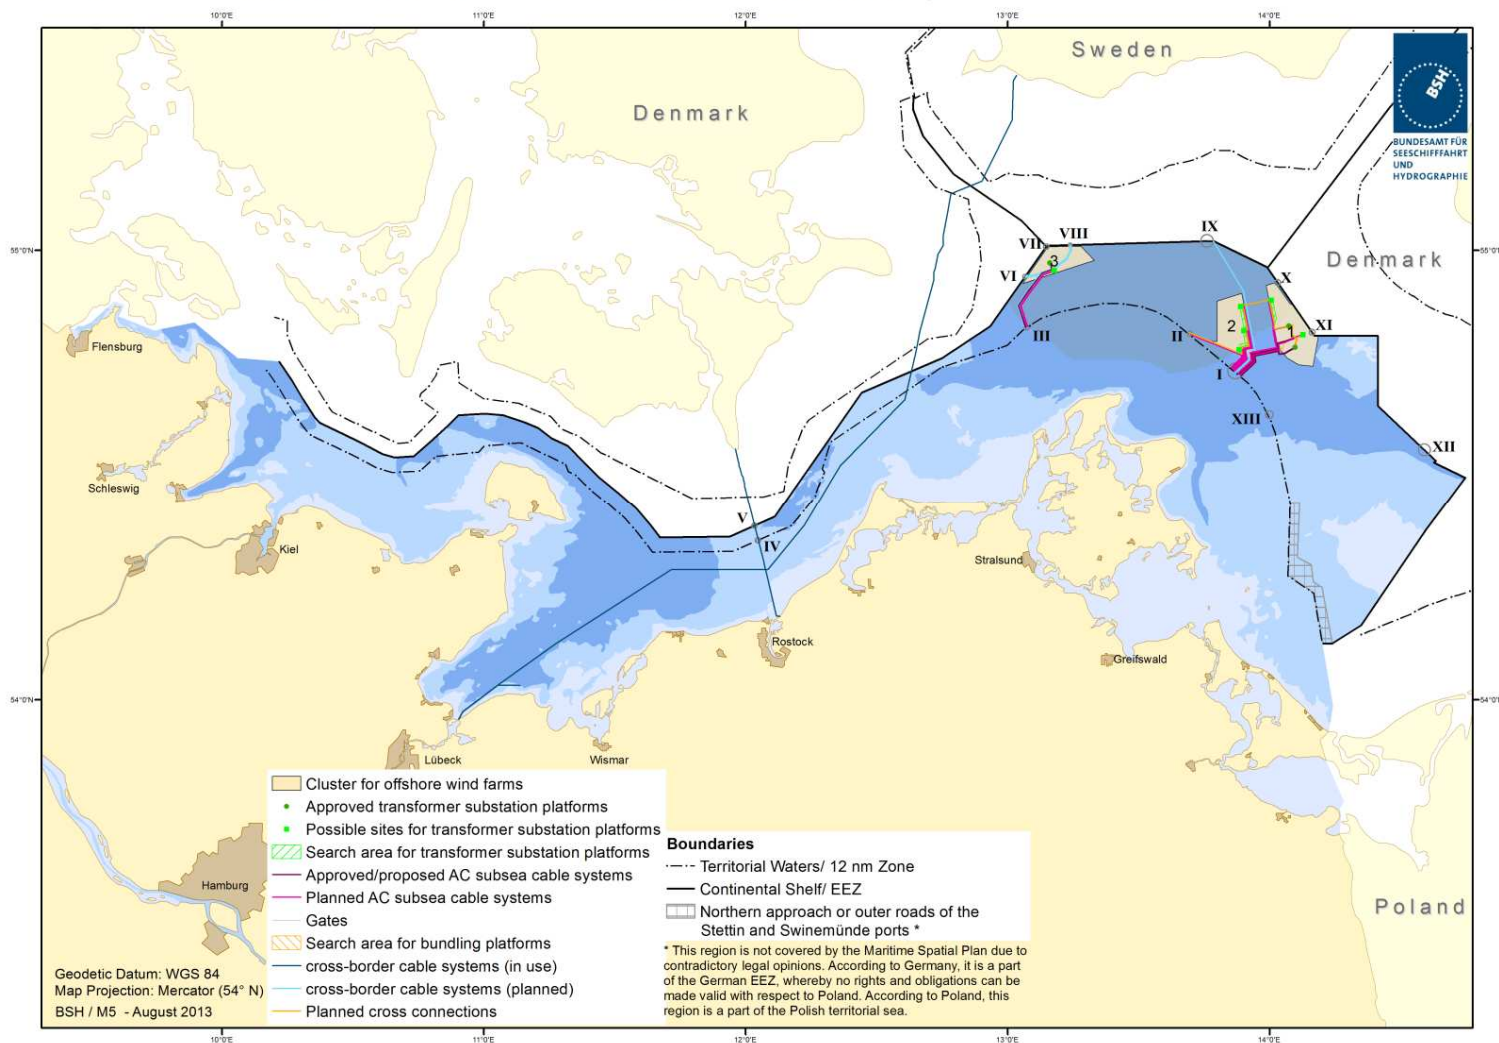 10°0'E
11°0'E
12°0'E
13°0'E
14°0'E
Sweden
Denmark
BSH
BUNDESAMT FÜR
SEESCHIFFFAHRT
UND
HYDROGRAPHIE
55°0'N
VII
VIII
IX
55°0'N
Denmark
3
VI
X
III
II
2
1
XI
Flensburg
I
XIII
XII
Schleswig
Kiel
V
IV
Stralsund
Rostock
Greifswald
54°0'N
54°0'N
Lübeck
Wismar
Hamburg
Poland
Cluster for offshore wind farms
Approved transformer substation platforms
Possible sites for transformer substation platforms
Search area for transformer substation platforms
Approved/proposed AC subsea cable systems
Planned AC subsea cable systems
Gates
Search area for bundling platforms
cross-border cable systems (in use)
cross-border cable systems (planned)
Planned cross connections
Boundaries
Territorial Waters/ 12 nm Zone
Continental Shelf/ EEZ
Northern approach or outer roads of the
Stettin and Swinemünde ports *
* This region is not covered by the Maritime Spatial Plan due to
contradictory legal opinions. According to Germany, it is a part
of the German EEZ, whereby no rights and obligations can be
made valid with respect to Poland. According to Poland, this
region is a part of the Polish territorial sea.
Geodetic Datum: WGS 84
Map Projection: Mercator (54° N)
BSH / M5 - August 2013
10°0'E
11°0'E
12°0'E
13°0'E
14°0'E